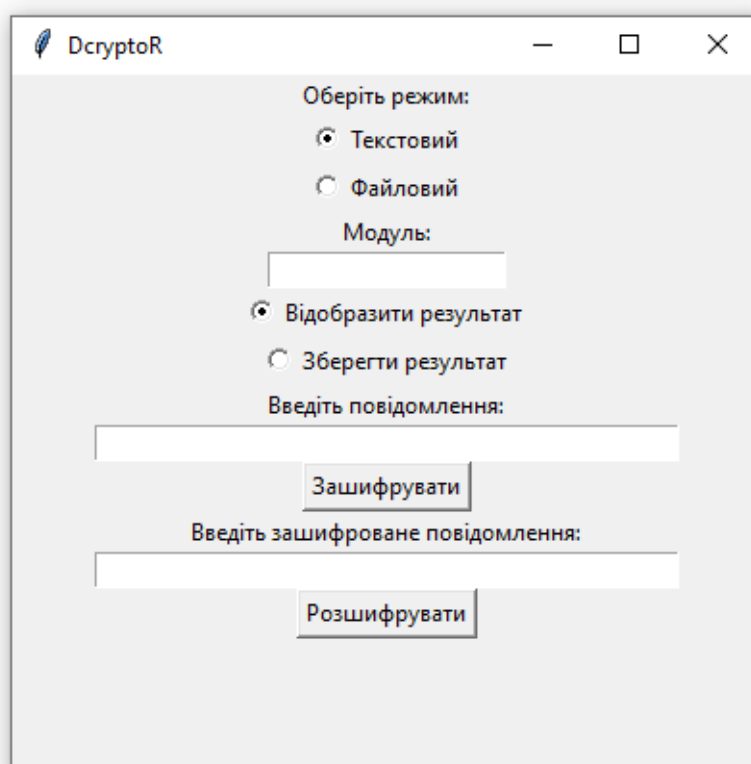 DcryptoR
Оберіть режим:
Текстовий
Файловий
Модуль:
Відобразити результат
Зберегти результат
Введіть повідомлення:
Зашифрувати
Введіть зашифроване повідомлення:
Розшифрувати